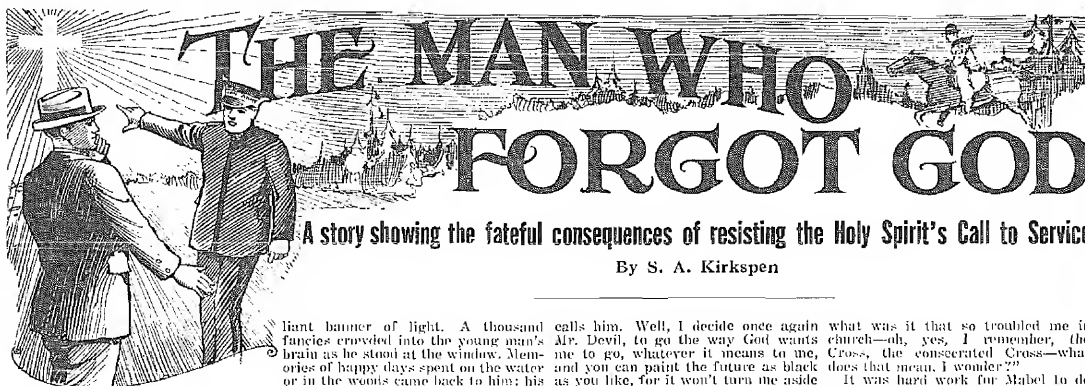 THE MAN WHO
FORGOT GOD
A story showing the fateful consequences of resisting the Holy Spirit's Call to Service
By S. A. Kirkspen
liant banner of light. A thousand
fancies crowded into the young man's
brain as he stood at the window. Mem-
ories of happy days spent on the water
or in the woods came back to him; his
calls him. Well, I decide once again
Mr. Devil, to go the way God wants
me to go, whatever it means to me,
and you can paint the future as black
as you like, for it won't turn me aside
what was it that so troubled me i
church—oh, yes, I remember, th
Cross, the consecrated Cross—wha
does that mean, I wonder?"
It was hard work for Mabel to d